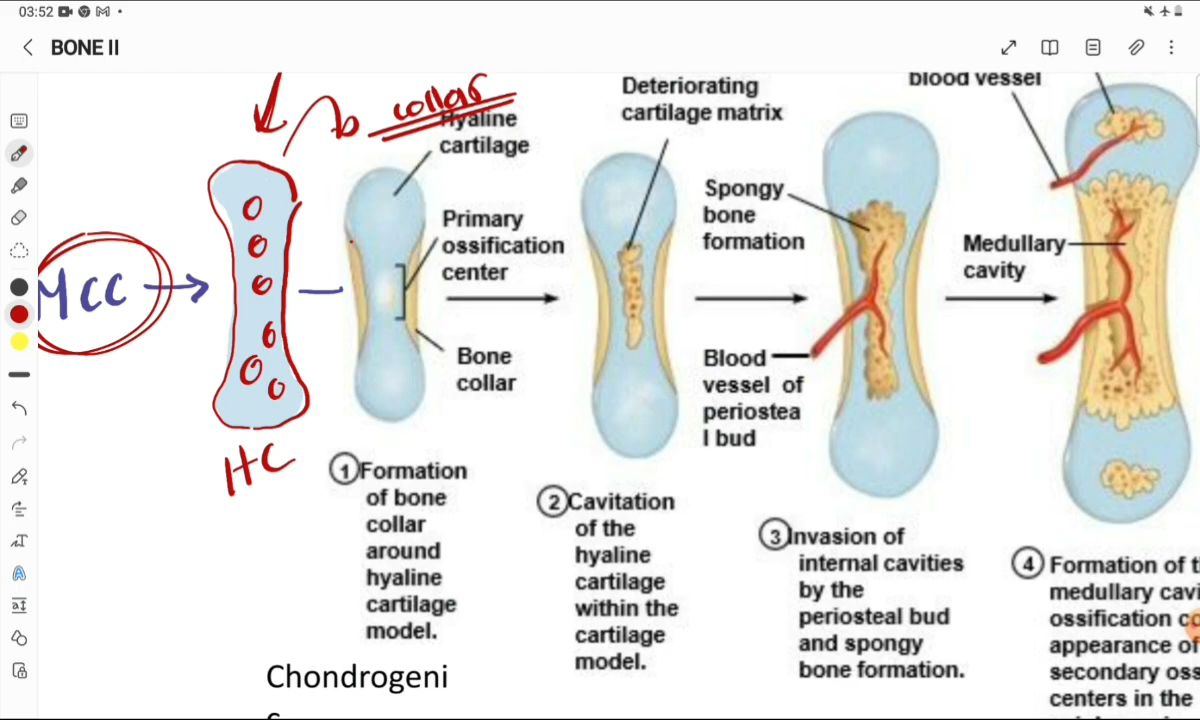 03:52
BONE II
blood vessel
b collar
Hyaline
cartilage
Deteriorating
cartilage matrix
Spongy
bone
formation
Primary
ossification
center
Medullary
cavity
MCC
Bone
collar
Blood
vessel of
periostea
l bud
HC
1 Formation
of bone
collar
around
hyaline
cartilage
model.
2 Cavitation
of the
hyaline
cartilage
within the
cartilage
model.
3 Invasion of
internal cavities
by the
periosteal bud
and spongy
bone formation.
4 Formation of t
medullary cavi
ossification co
appearance of
secondary oss
centers in the
Chondrogeni